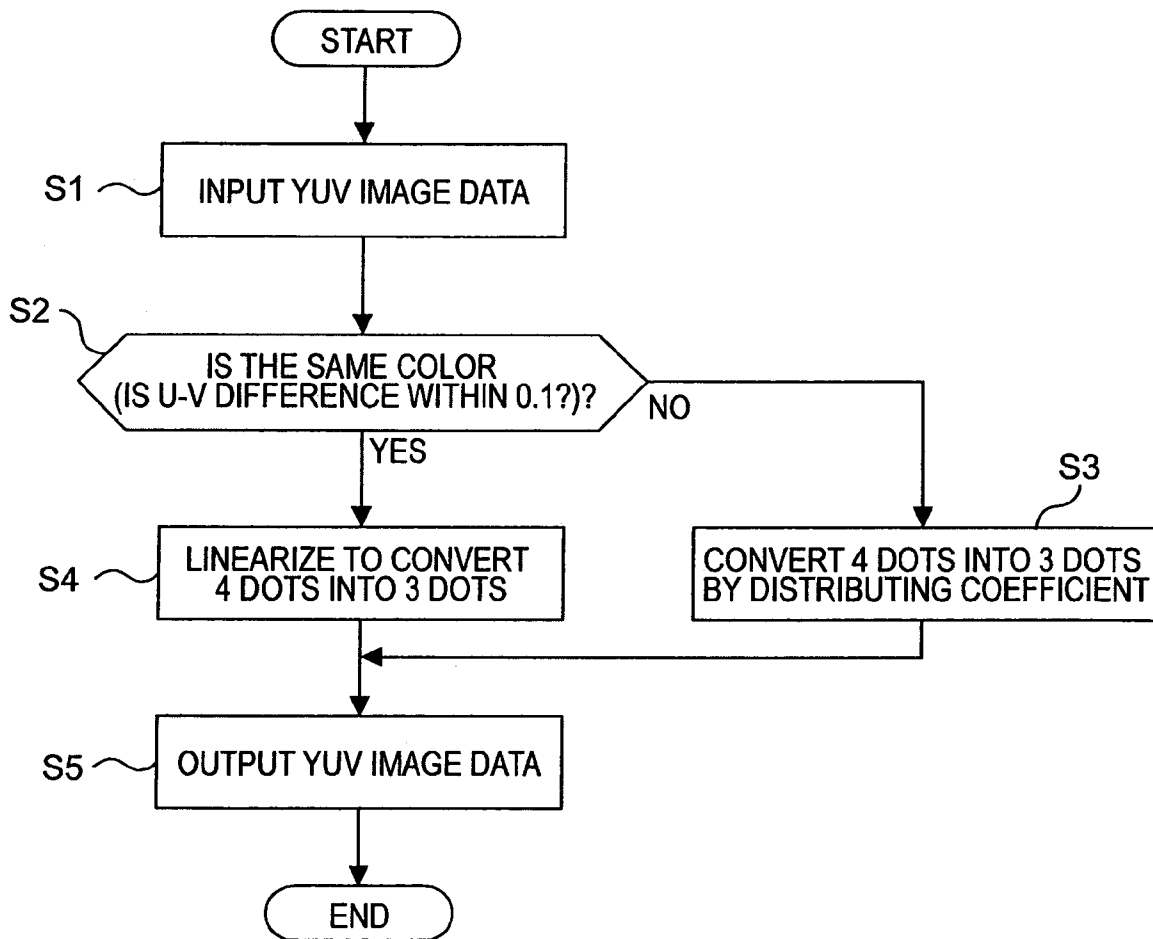 START
S1
INPUT YUV IMAGE DATA
S2
IS THE SAME COLOR
(IS U-V DIFFERENCE WITHIN 0.1?)?
NO
YES
S3
S4
LINEARIZE TO CONVERT
4 DOTS INTO 3 DOTS
CONVERT 4 DOTS INTO 3 DOTS
BY DISTRIBUTING COEFFICIENT
S5
OUTPUT YUV IMAGE DATA
END